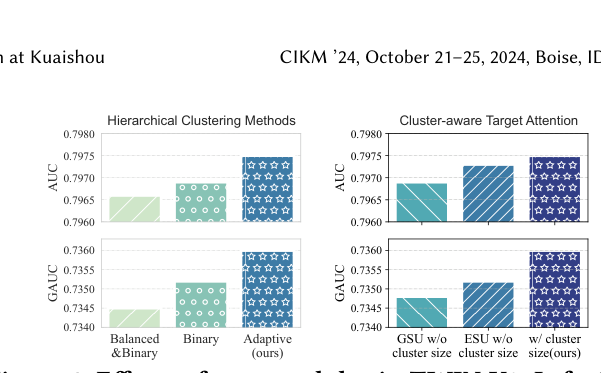 n at Kuaishou
CIKM ’24, October 21–25, 2024, Boise, ID
Hierarchical Clustering Methods
AUC
0.7980
0.7975
0.7970
0.7965
0.7960
GAUC
0.7360
0.7355
0.7350
0.7345
0.7340
Balanced
&Binary
Binary
Adaptive
(ours)
Cluster-aware Target Attention
AUC
0.7980
0.7975
0.7970
0.7965
0.7960
GAUC
0.7360
0.7355
0.7350
0.7345
0.7340
GSU w/o
cluster size
ESU w/o
cluster size
w/ cluster
size(ours)